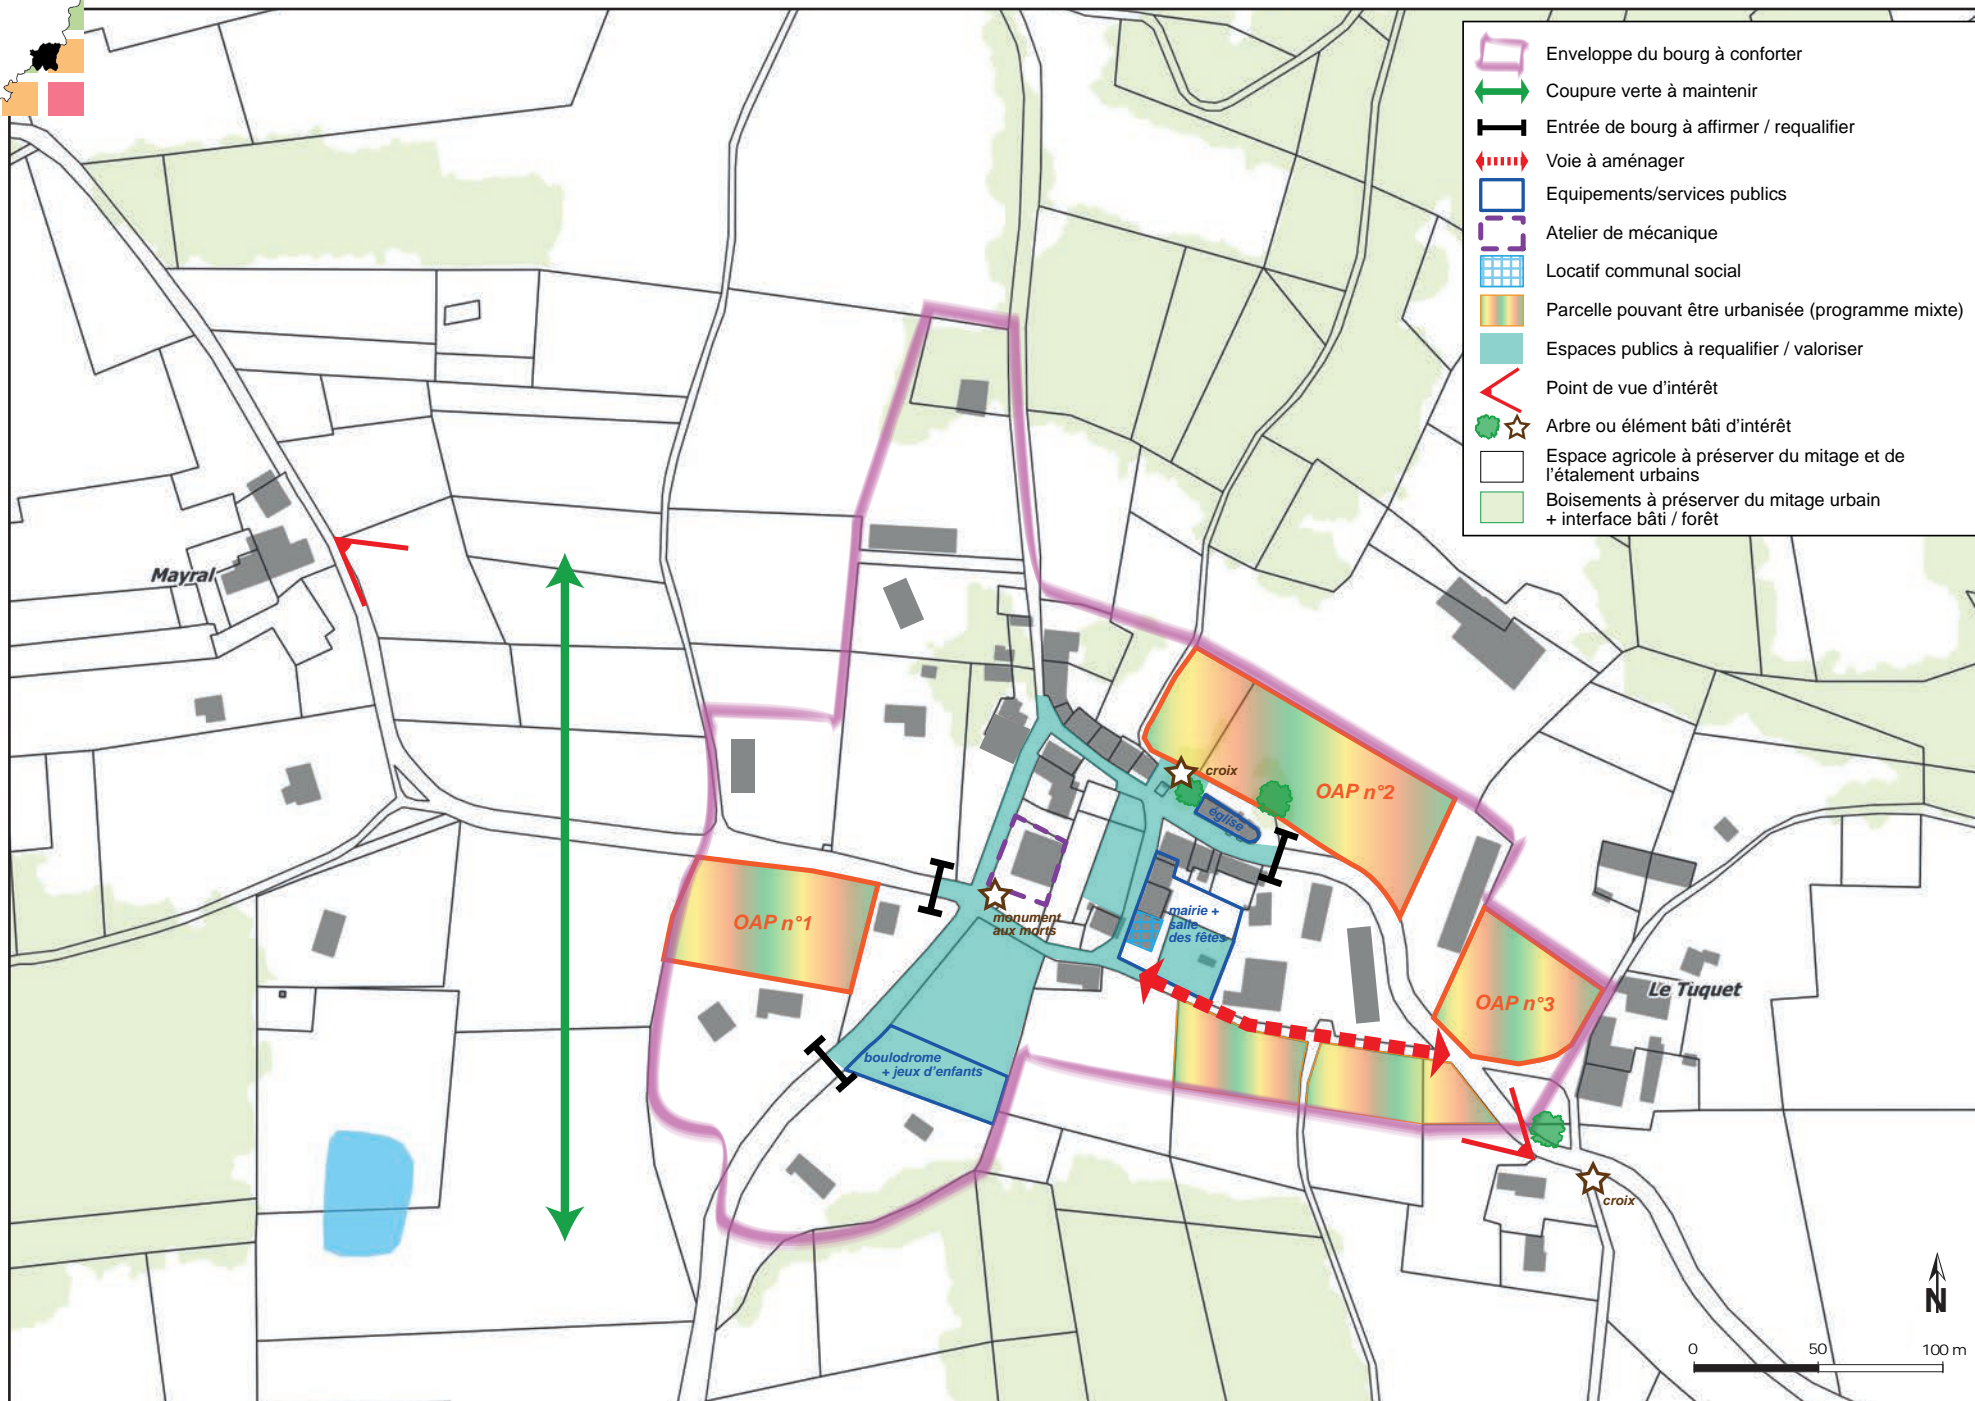 Enveloppe du bourg à conforter
Coupure verte à maintenir
Entrée de bourg à affirmer / requalifier
Voie à aménager
Equipements/services publics
Atelier de mécanique
Locatif communal social
Parcelle pouvant être urbanisée (programme mixte)
Espaces publics à requalifier / valoriser
Point de vue d'intérêt
Arbre ou élément bâti d'intérêt
Espace agricole à préserver du mitage et de
l'étalement urbains
Boisements à préserver du mitage urbain
+ interface bâti / forêt
Mayral
croix
OAP n°2
église
OAP n°1
monument
aux morts
mairie +
salle
des fêtes
Le Tuquet
OAP n°3
boulodrome
+ jeux d'enfants
croix
N
0 50 100 m